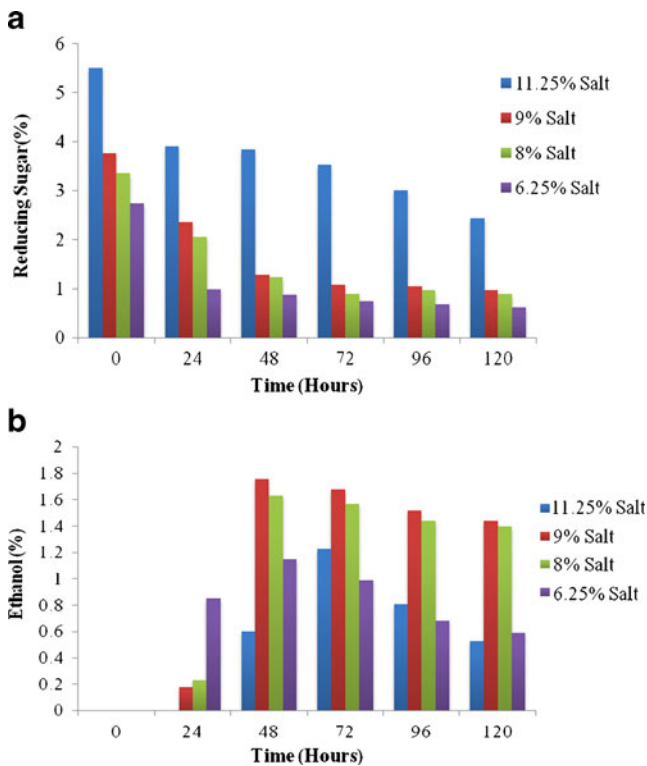 a
6
5
4
3
2
1
0
Reducing Sugar(%)
0 24 48 72 96 120
Time (Hours)
11.25% Salt
9% Salt
8% Salt
6.25% Salt
b
2
1.8
1.6
1.4
1.2
1
0.8
0.6
0.4
0.2
0
Ethanol (%)
0 24 48 72 96 120
Time (Hours)
11.25% Salt
9% Salt
8% Salt
6.25% Salt